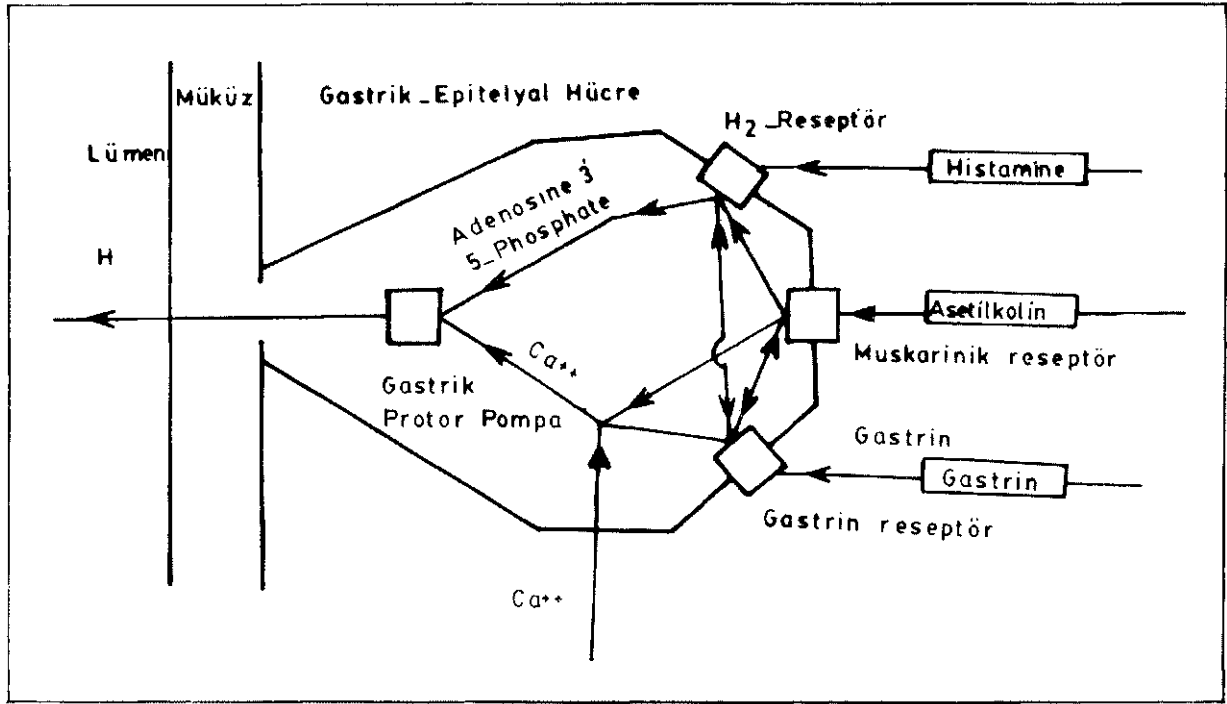 Müküz
Gastrik_Epitelyal Hücre
H2_Reseptör
Lümen
Histamine
Adenosine 3'
5_Phosphate
H
Asetilkolin
Ca++
Muskarinik reseptör
Gastrik
Protor Pompa
Gastrin
Gastrin
Gastrin reseptör
Ca++